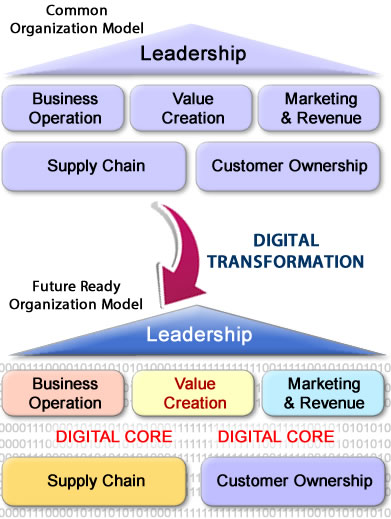 Common
Organization Model
Leadership
Business
Operation
Value
Creation
Marketing
& Revenue
Supply Chain
Customer Ownership
DIGITAL
TRANSFORMATION
Future Ready
Organization Model
Leadership
Business
Operation
Value
Creation
Marketing
& Revenue
DIGITAL CORE
DIGITAL CORE
Supply Chain
Customer Ownership